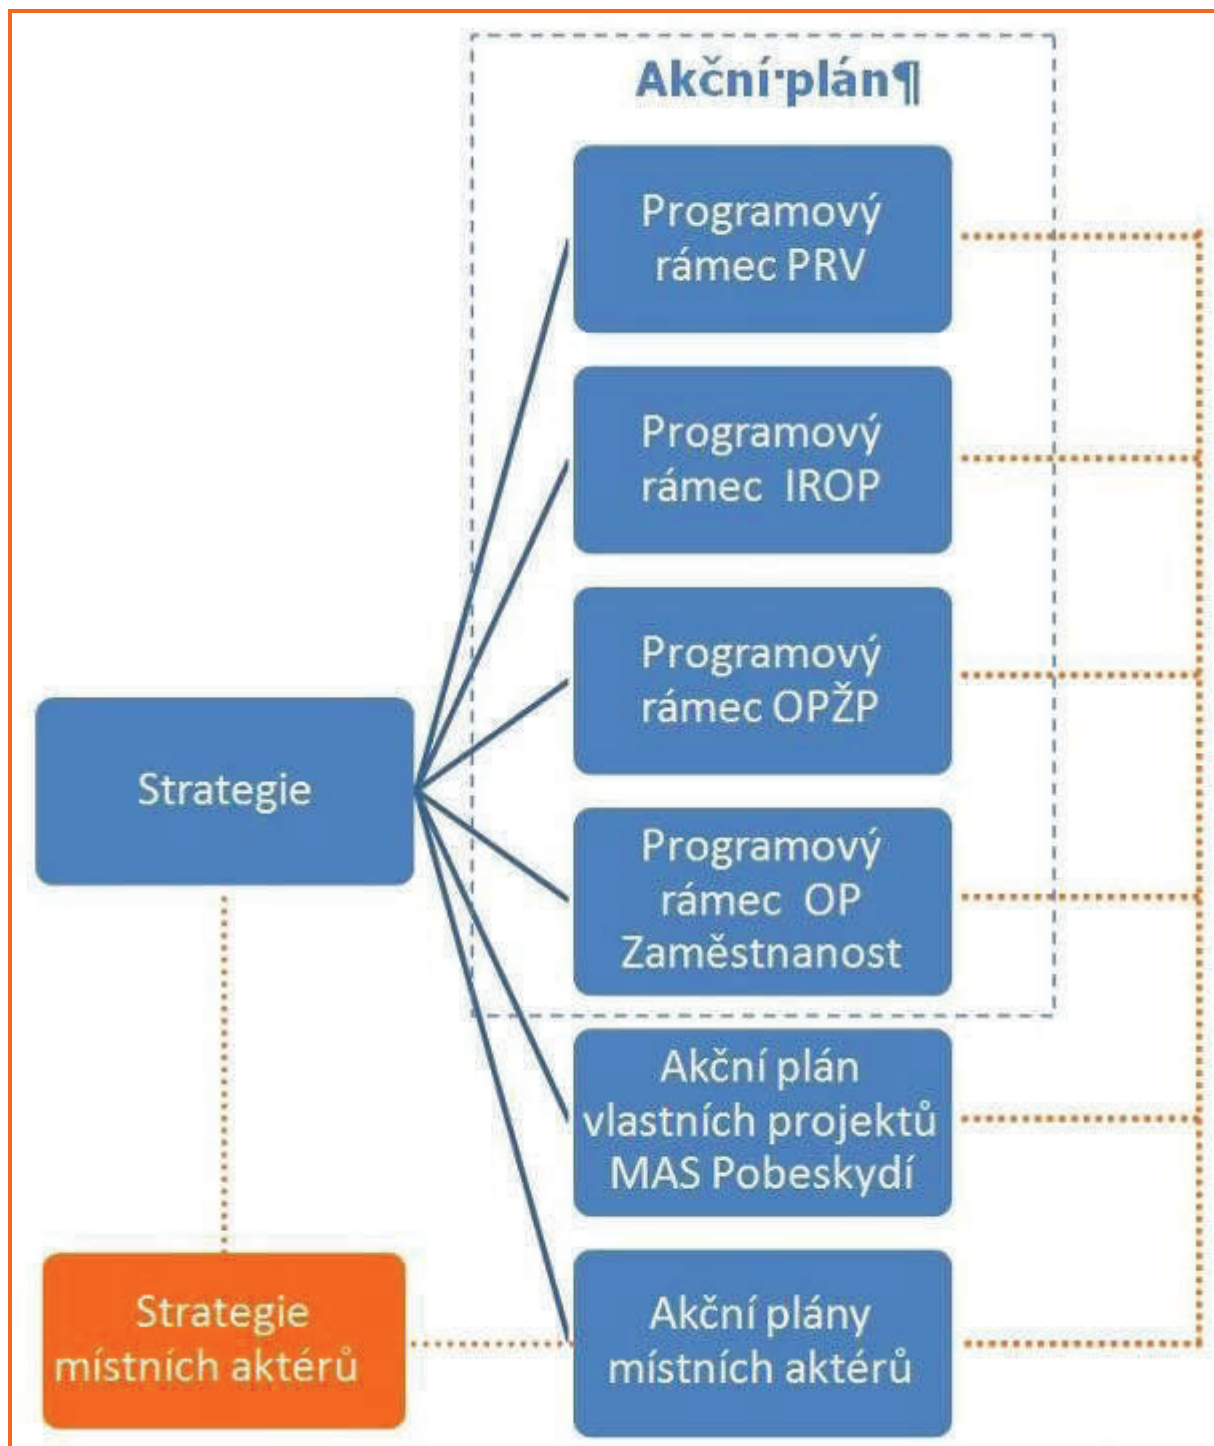 Akční·plán¶
Programový
rámec PRV
Programový
rámec IROP
Programový
rámec OPŽP
Strategie
Programový
rámec OP
Zaměstnanost
Akční plán
vlastních projektů
MAS Pobeskydí
Strategie
místních aktérů
Akční plány
místních aktérů